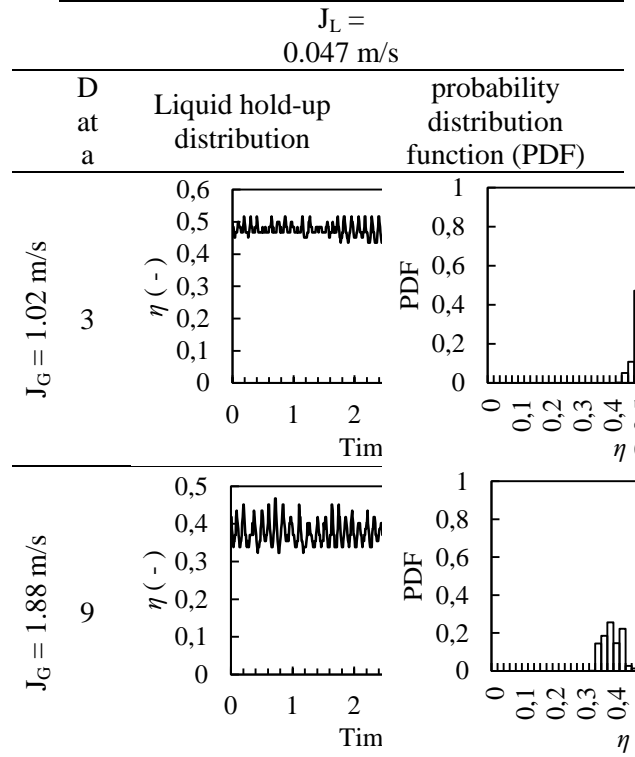 J_L =
0.047 m/s
D
at
a
Liquid hold-up
distribution
probability
distribution
function (PDF)
J_G = 1.02 m/s
3
η ( - )
0,6
0,5
0,4
0,3
0,2
0,1
0
0 1 2
Tim
PDF
1
0,8
0,6
0,4
0,2
0
0 0,1 0,2 0,3 0,4
η
J_G = 1.88 m/s
9
η ( - )
0,5
0,4
0,3
0,2
0,1
0
0 1 2
Tim
PDF
1
0,8
0,6
0,4
0,2
0
0 0,1 0,2 0,3 0,4
η